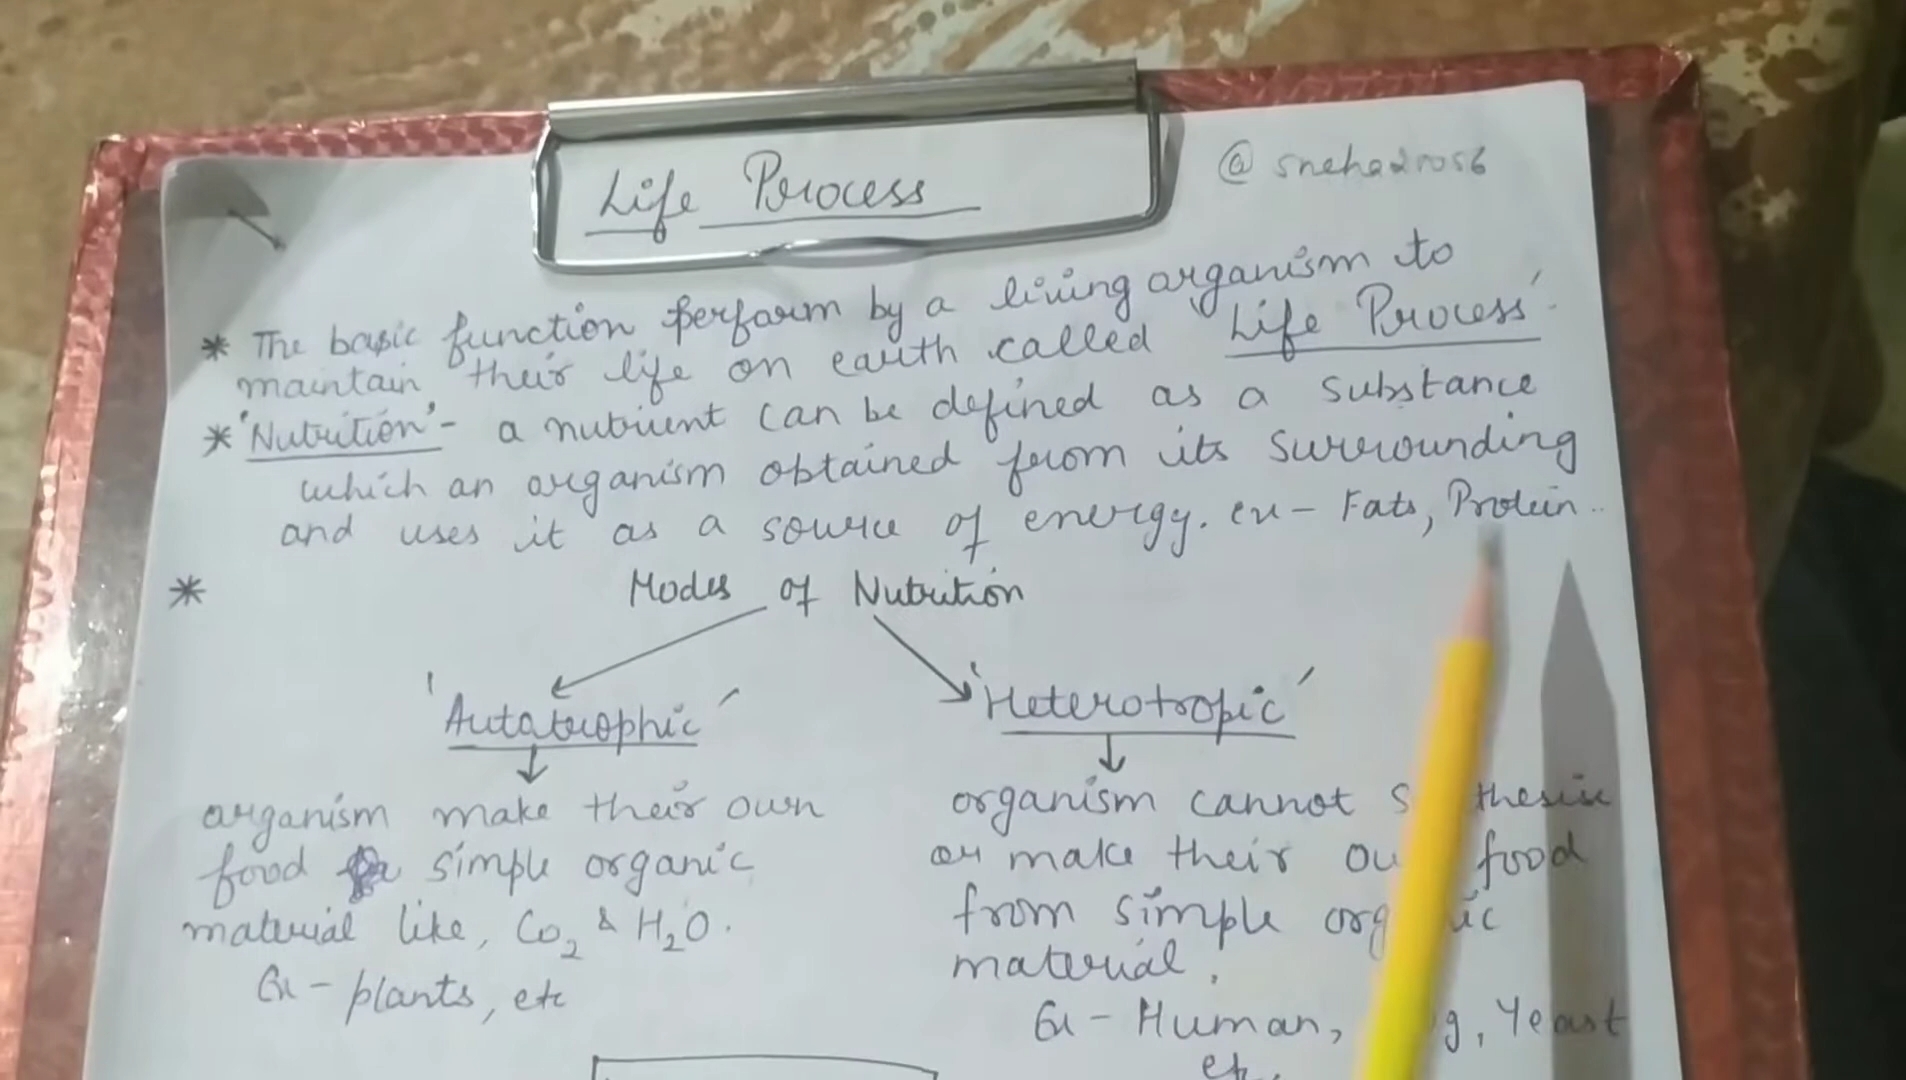 Life Process
@ sneha21056
* The basic function perform by a living organism to
maintain their life on earth called 'Life Process'.
* 'Nutrition' - a nutrient can be defined as a substance
which an organism obtained from its surrounding
and uses it as a source of energy. ex - Fats, Protein..
* Modes of Nutrition
'Autotrophic' 'Heterotropic'
organism make their own
food simple organic
material like, Co2 & H2O.
Ex - plants, etc
organism cannot
or make their food
from simple
material.
Ex - Human, Yeast
etc.